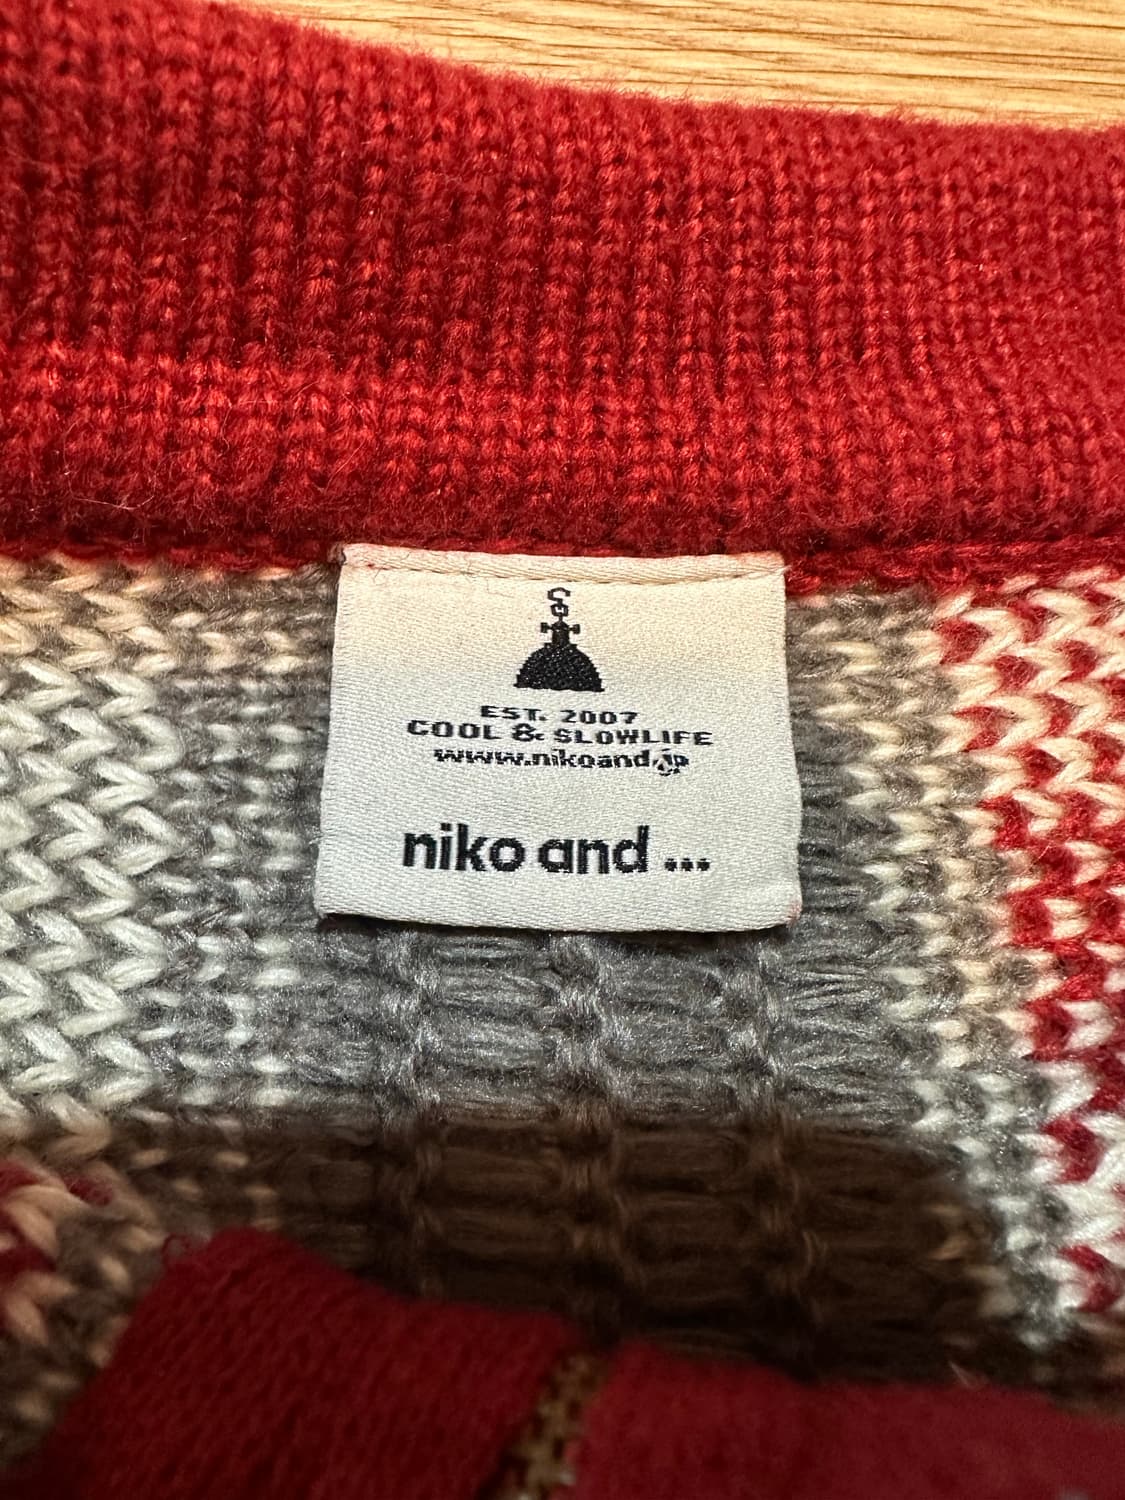 EST. 2007
COOL & SLOWLIFE
www.nikoand.jp
niko and ...